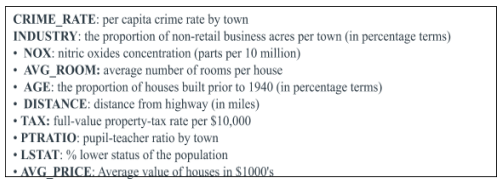 CRIME_RATE: per capita crime rate by town
INDUSTRY: the proportion of non-retail business acres per town (in percentage terms)
• NOX: nitric oxides concentration (parts per 10 million)
• AVG_ROOM: average number of rooms per house
• AGE: the proportion of houses built prior to 1940 (in percentage terms)
• DISTANCE: distance from highway (in miles)
• TAX: full-value property-tax rate per $10,000
• PTRATIO: pupil-teacher ratio by town
• LSTAT: % lower status of the population
• AVG_PRICE: Average value of houses in $1000's